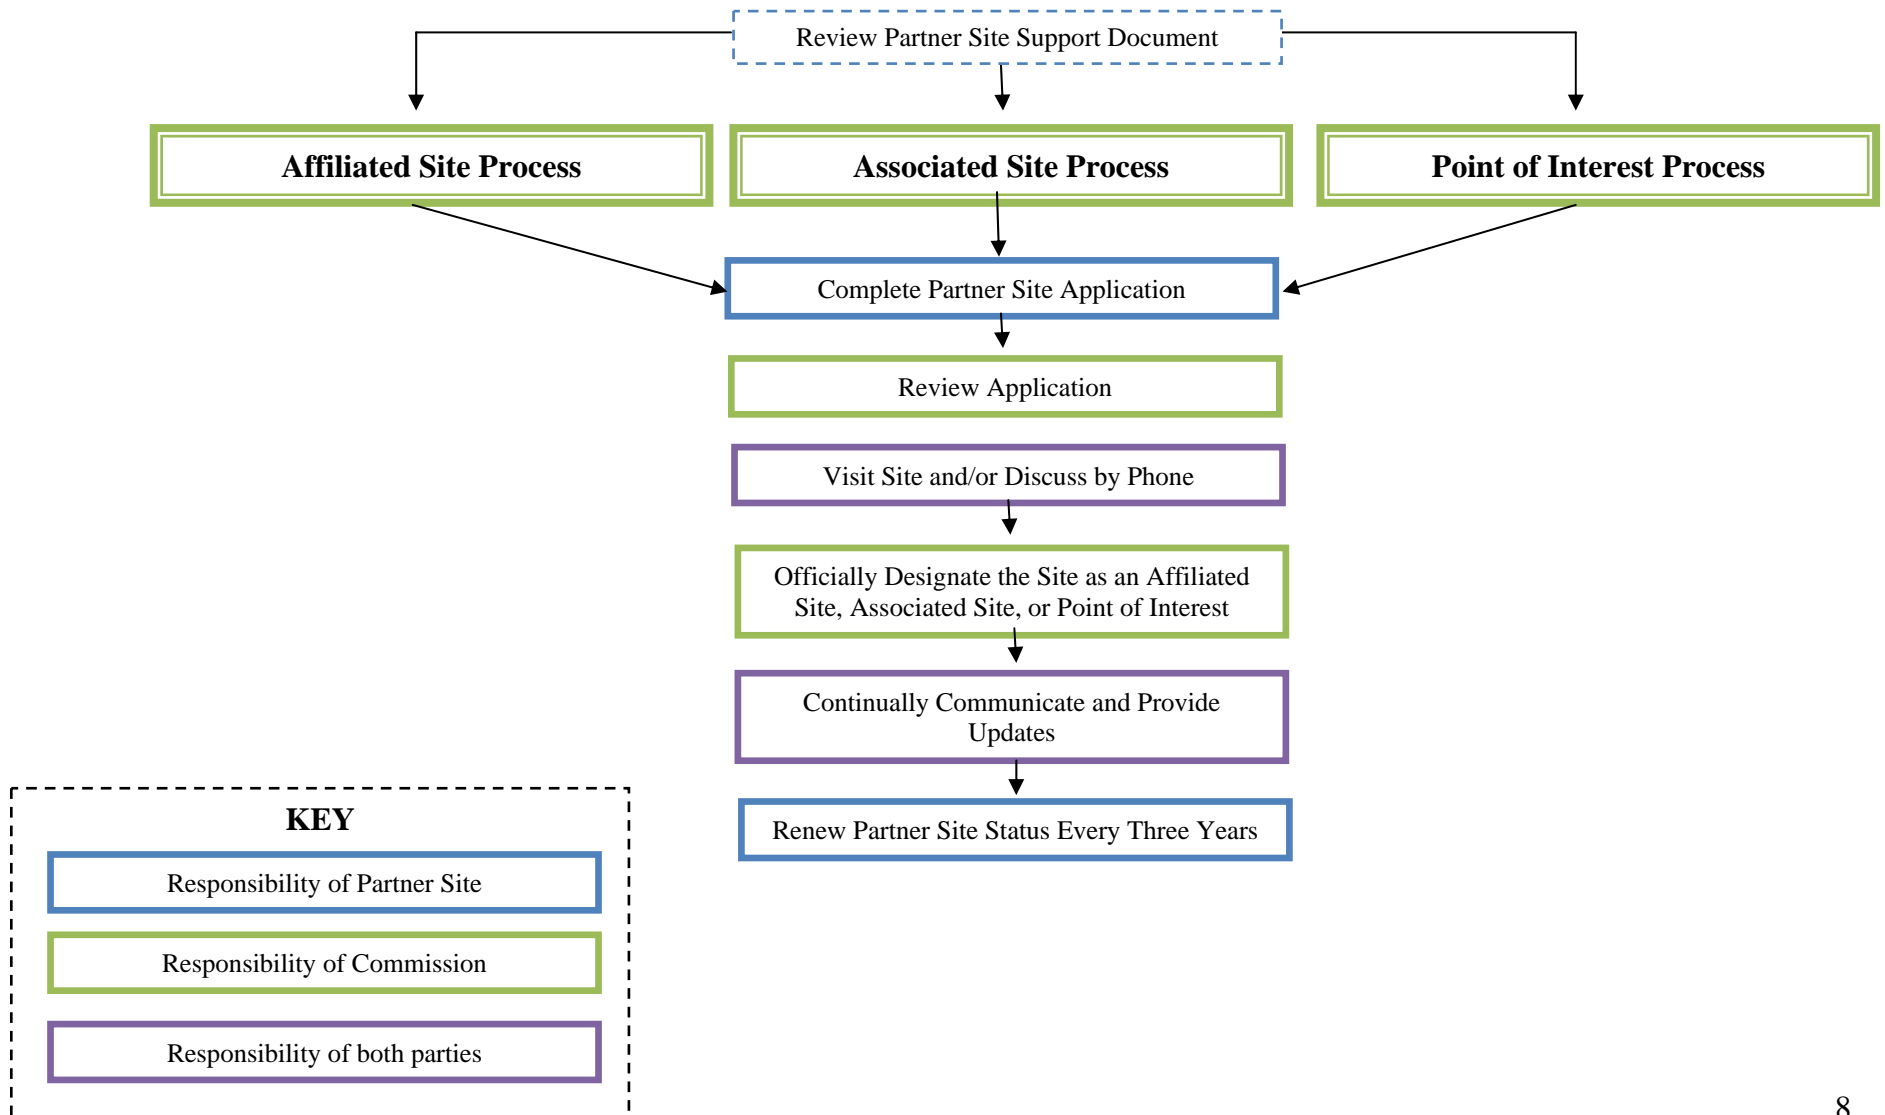 Review Partner Site Support Document
Affiliated Site Process
Associated Site Process
Point of Interest Process
Complete Partner Site Application
Review Application
Visit Site and/or Discuss by Phone
Officially Designate the Site as an Affiliated
Site, Associated Site, or Point of Interest
Continually Communicate and Provide
Updates
Renew Partner Site Status Every Three Years
KEY
Responsibility of Partner Site
Responsibility of Commission
Responsibility of both parties
8